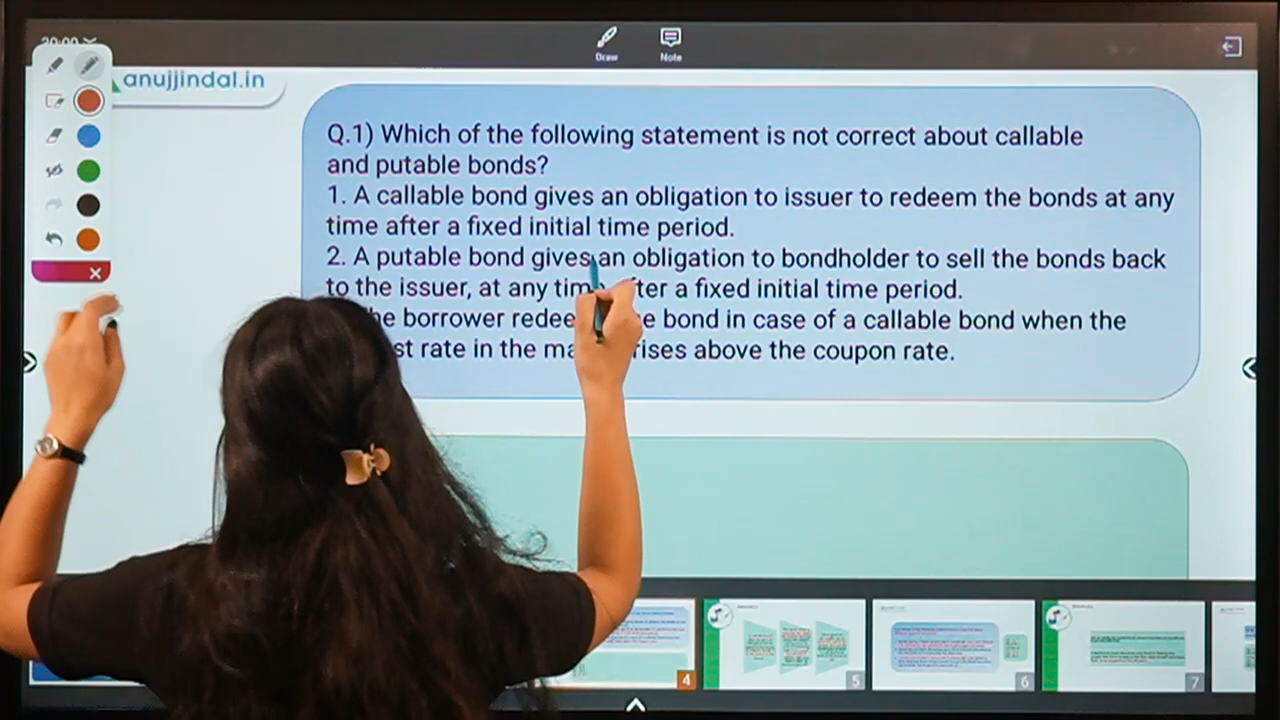 Draw
Note
anujjindal.in
Q.1) Which of the following statement is not correct about callable
and putable bonds?
1. A callable bond gives an obligation to issuer to redeem the bonds at any
time after a fixed initial time period.
2. A putable bond gives an obligation to bondholder to sell the bonds back
to the issuer, at any time after a fixed initial time period.
he borrower bond in case of a callable bond when the
rate in the rises above the coupon rate.
4
5
6
7